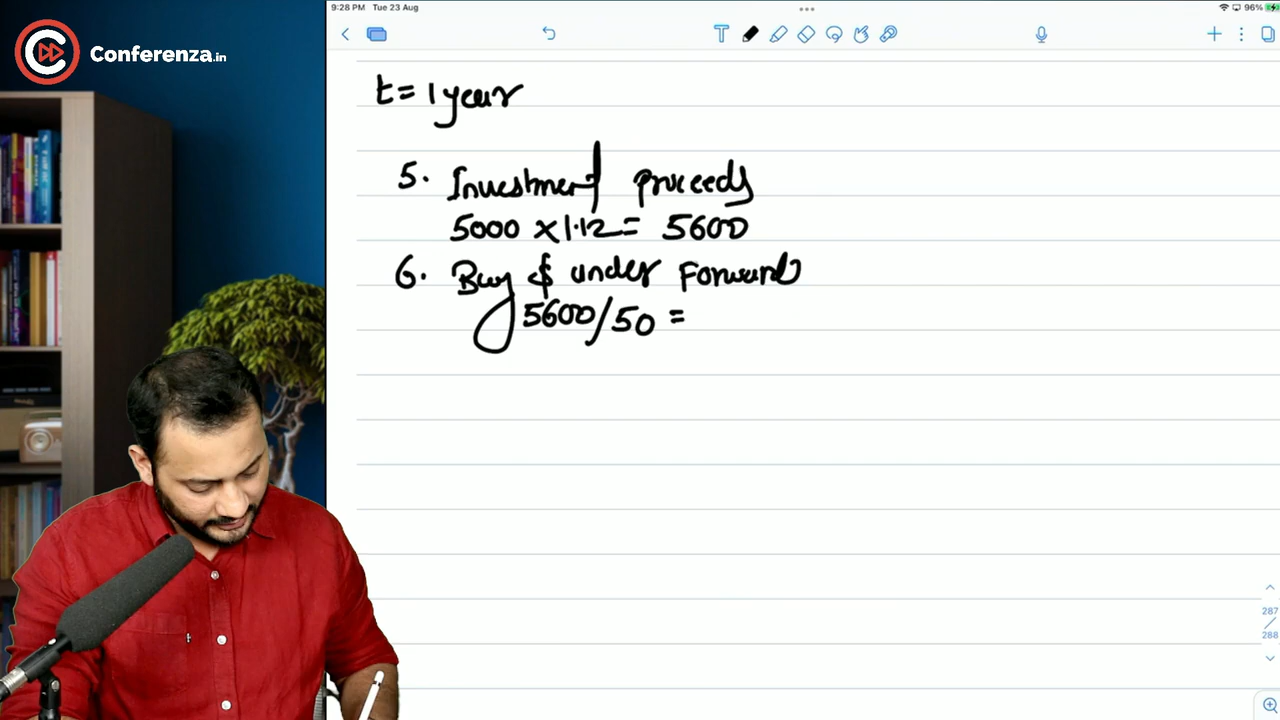 9:28 PM Tue 23 Aug
96%
Conferenza.in
t = 1 year
5. Investment proceeds
5000 × 1.12 = 5600
6. Buy $ under Forward
5600/50 =
287
288